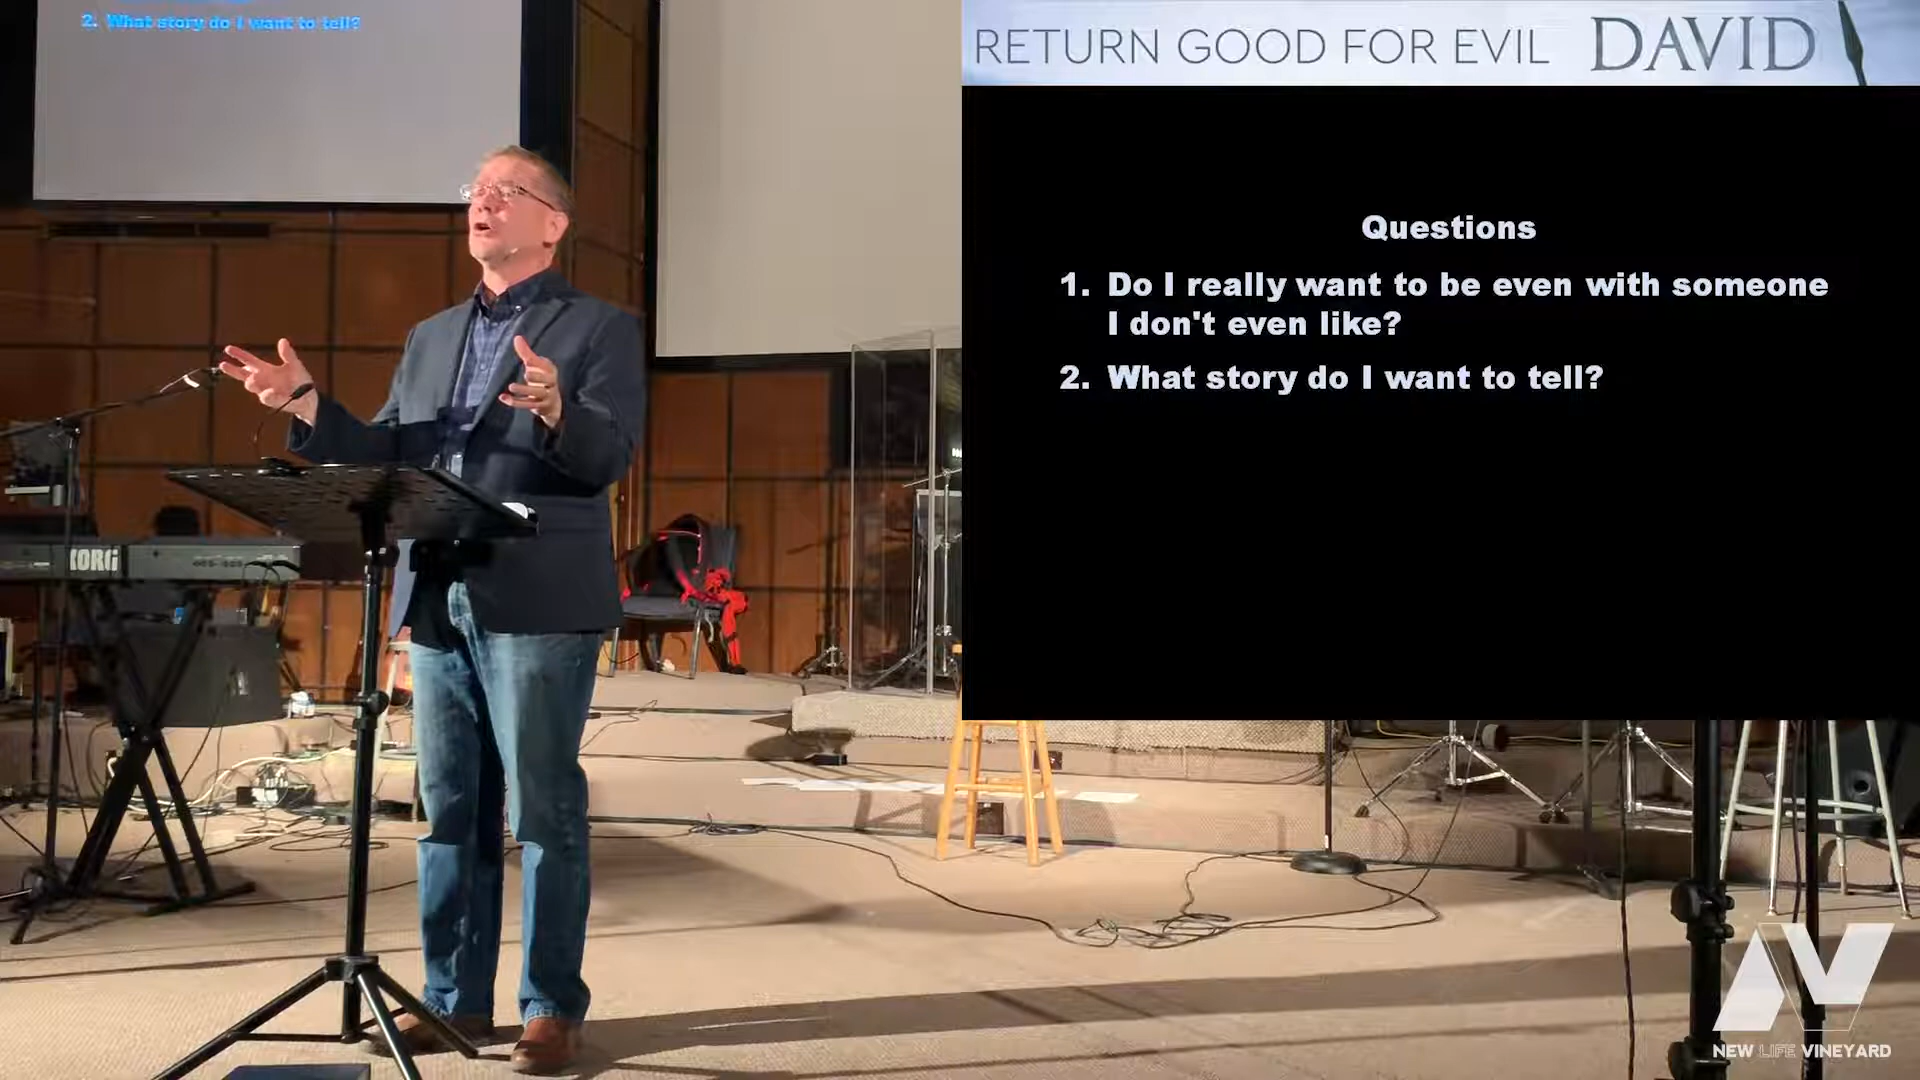 2. What story do I want to tell?
RETURN GOOD FOR EVIL DAVID
Questions
1. Do I really want to be even with someone
I don't even like?
2. What story do I want to tell?
KORG
NEW LIFE VINEYARD